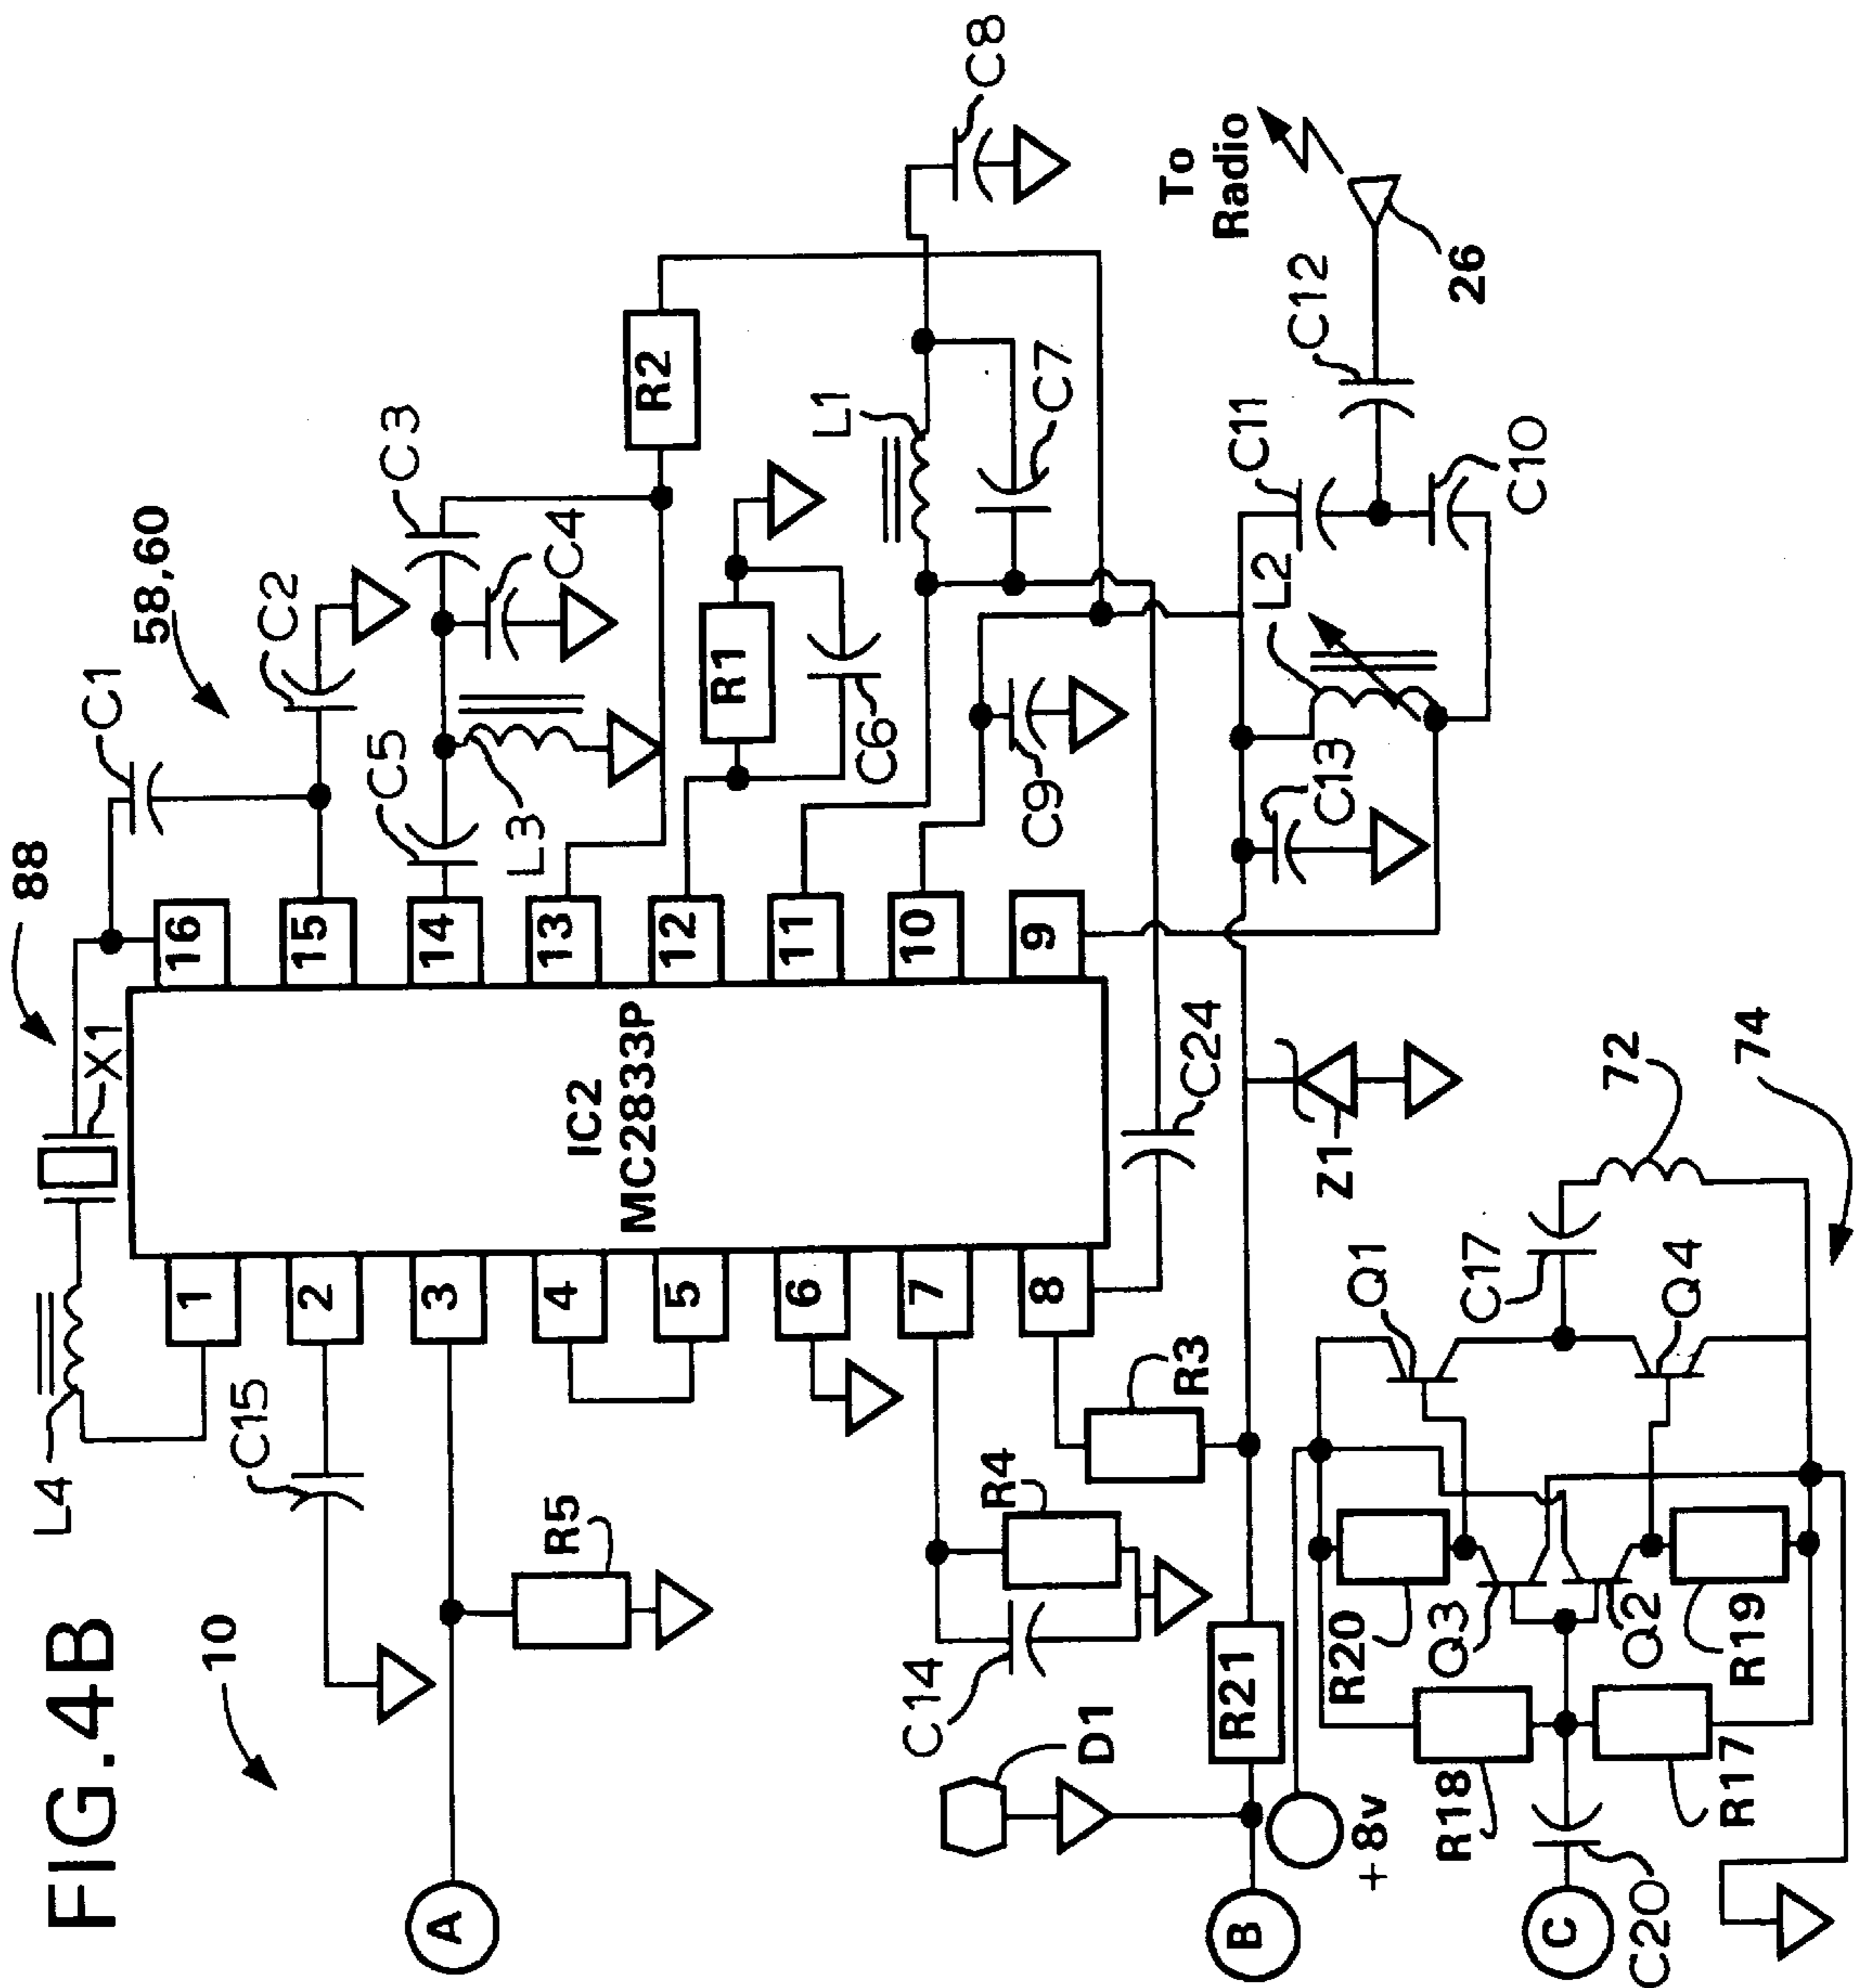 FIG.4B
10
88
58,60
L4
X1
C1
C2
C3
C4
C5
L3
C15
R5
R2
R1
C6
L1
C7
C8
C9
IC2
MC2833P
1
2
3
4
5
6
7
8
16
15
14
13
12
11
10
9
A
C14
R4
R3
C24
D1
R21
B
+8v
Z1
C13
L2
C11
C10
C12
To
Radio
26
R20
Q3
R18
R17
Q2
R19
Q1
Q4
C17
72
74
C
C20